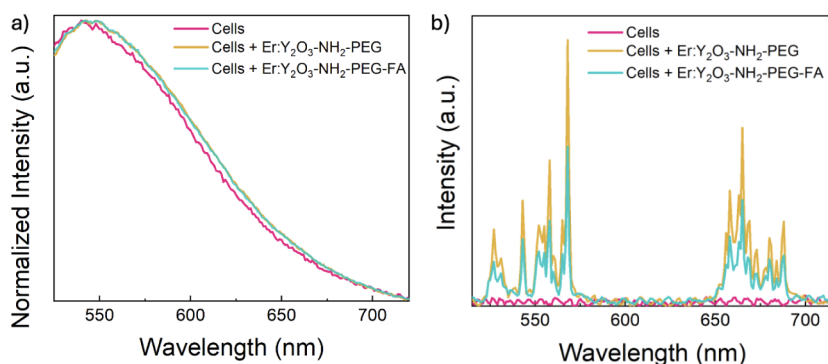 a)
Cells
Cells + Er:Y₂O₃-NH₂-PEG
Cells + Er:Y₂O₃-NH₂-PEG-FA
Normalized Intensity (a.u.)
550 600 650 700
Wavelength (nm)
b)
Cells
Cells + Er:Y₂O₃-NH₂-PEG
Cells + Er:Y₂O₃-NH₂-PEG-FA
Intensity (a.u.)
550 600 650 700
Wavelength (nm)